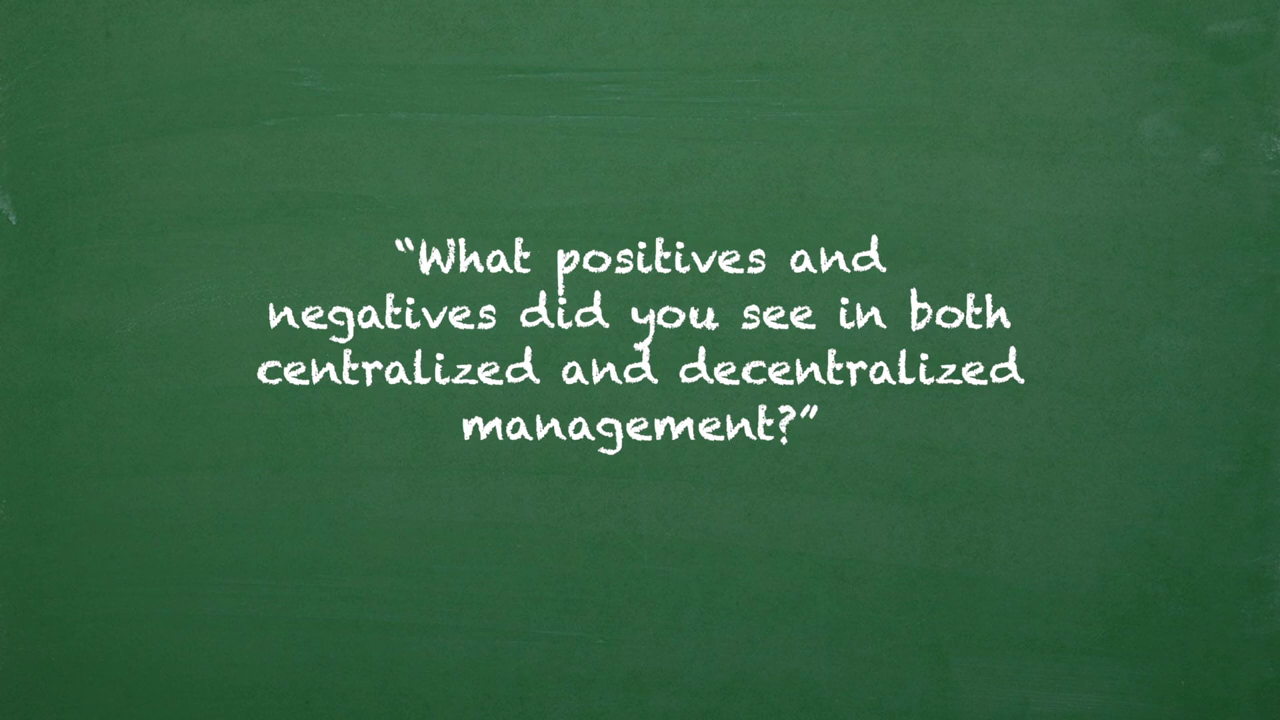 “What positives and
negatives did you see in both
centralized and decentralized
management?”